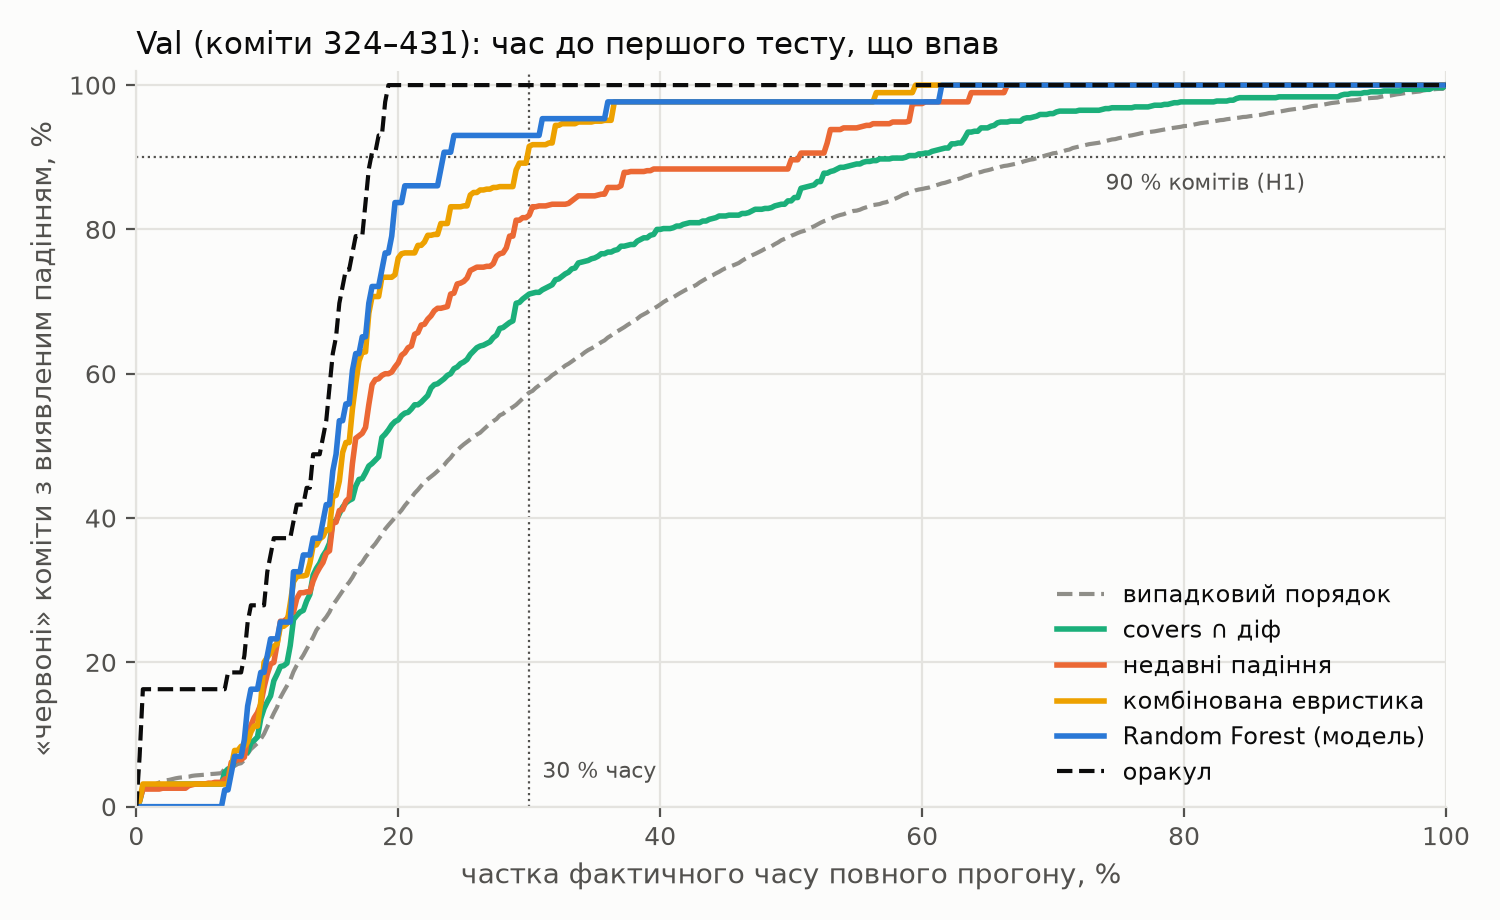 Val (коміти 324–431): час до першого тесту, що впав
«червоні» коміти з виявленим падінням, %
100
80
60
40
20
0
90 % комітів (H1)
30 % часу
випадковий порядок
covers ∩ діф
недавні падіння
комбінована евристика
Random Forest (модель)
оракул
0 20 40 60 80 100
частка фактичного часу повного прогону, %